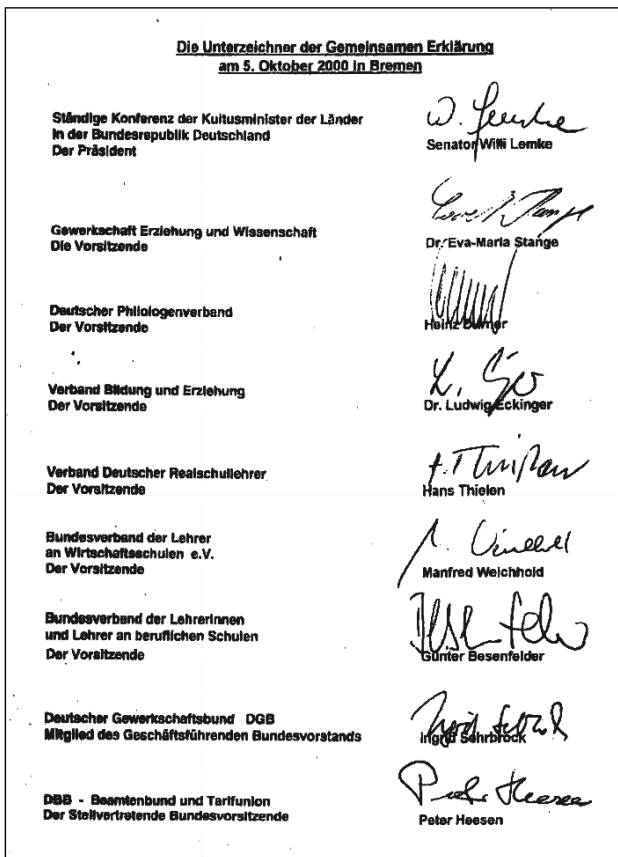 Die Unterzeichner der Gemeinsamen Erklärung
am 5. Oktober 2000 in Bremen
Ständige Konferenz der Kultusminister der Länder
in der Bundesrepublik Deutschland
Der Präsident
Senator Willi Lemke
Gewerkschaft Erziehung und Wissenschaft
Die Vorsitzende
Dr. Eva-Maria Stange
Deutscher Philologenverband
Der Vorsitzende
Heinz Durner
Verband Bildung und Erziehung
Der Vorsitzende
Dr. Ludwig Eckinger
Verband Deutscher Realschullehrer
Der Vorsitzende
Hans Thielen
Bundesverband der Lehrer
an Wirtschaftsschulen e.V.
Der Vorsitzende
Manfred Weichhold
Bundesverband der Lehrerinnen
und Lehrer an beruflichen Schulen
Der Vorsitzende
Günter Besenfelder
Deutscher Gewerkschaftsbund DGB
Mitglied des Geschäftsführenden Bundesvorstands
Ingrid Sehrbrock
DBB - Beamtenbund und Tarifunion
Der Stellvertretende Bundesvorsitzende
Peter Heesen